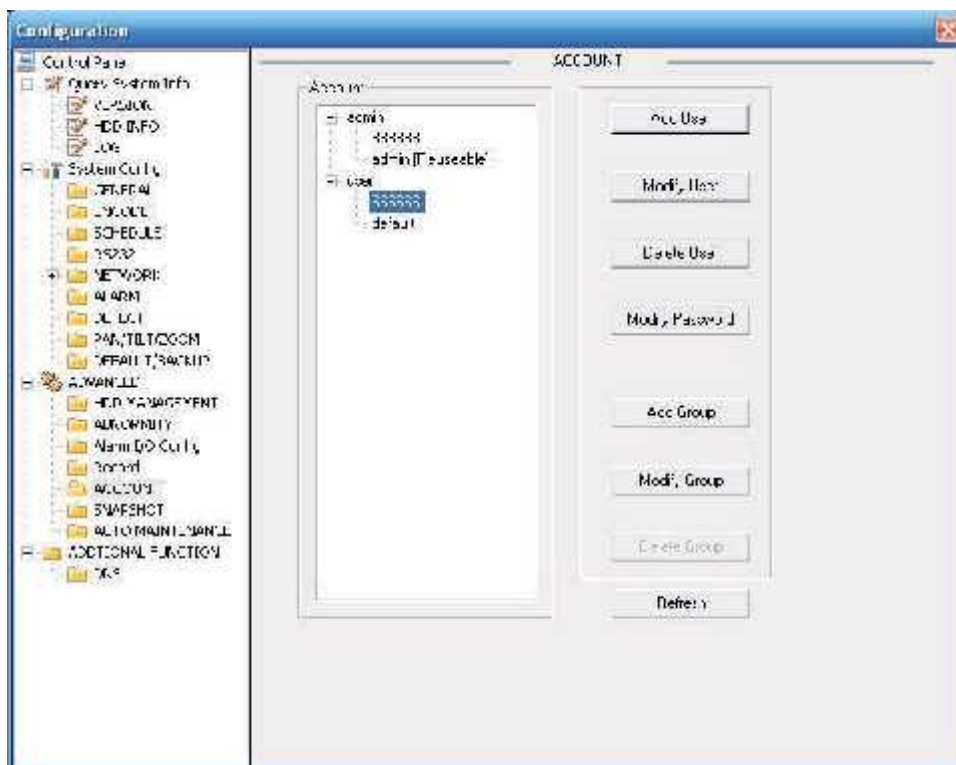 Configuration
Control Panel
Query System Info
VERSION
HDD INFO
LOG
System Config
GENERAL
ENCODE
SCHEDULE
RS232
NETWORK
ALARM
DETECT
PAN/TILT/ZOOM
DEFAULT/BACKUP
ADVANCED
HDD MANAGEMENT
ABNORMITY
Alarm I/O Config
Record
ACCOUNT
SNAPSHOT
AUTO MAINTENANCE
ADDTIONAL FUNCTION
DNS
ACCOUNT
Account
admin
admin [Reuseable]
user
default
Add User
Modify User
Delete User
Modify Password
Add Group
Modify Group
Delete Group
Refresh